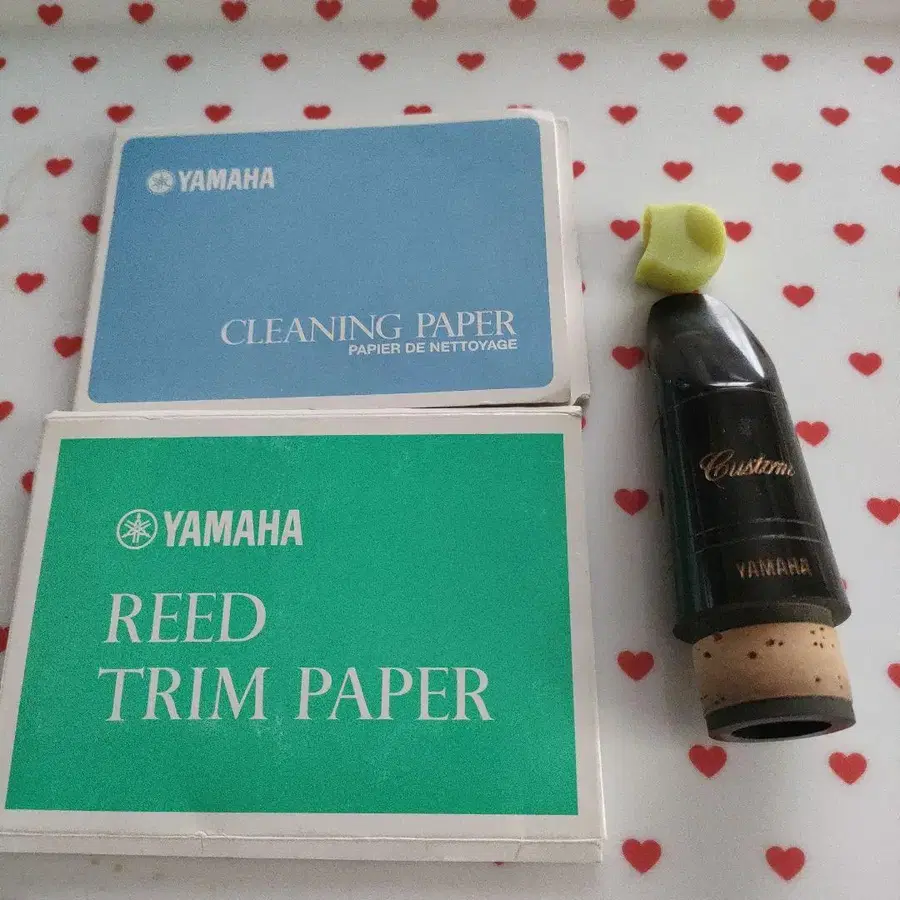 YAMAHA
CLEANING PAPER
PAPIER DE NETTOYAGE
YAMAHA
REED
TRIM PAPER
Custom
YAMAHA